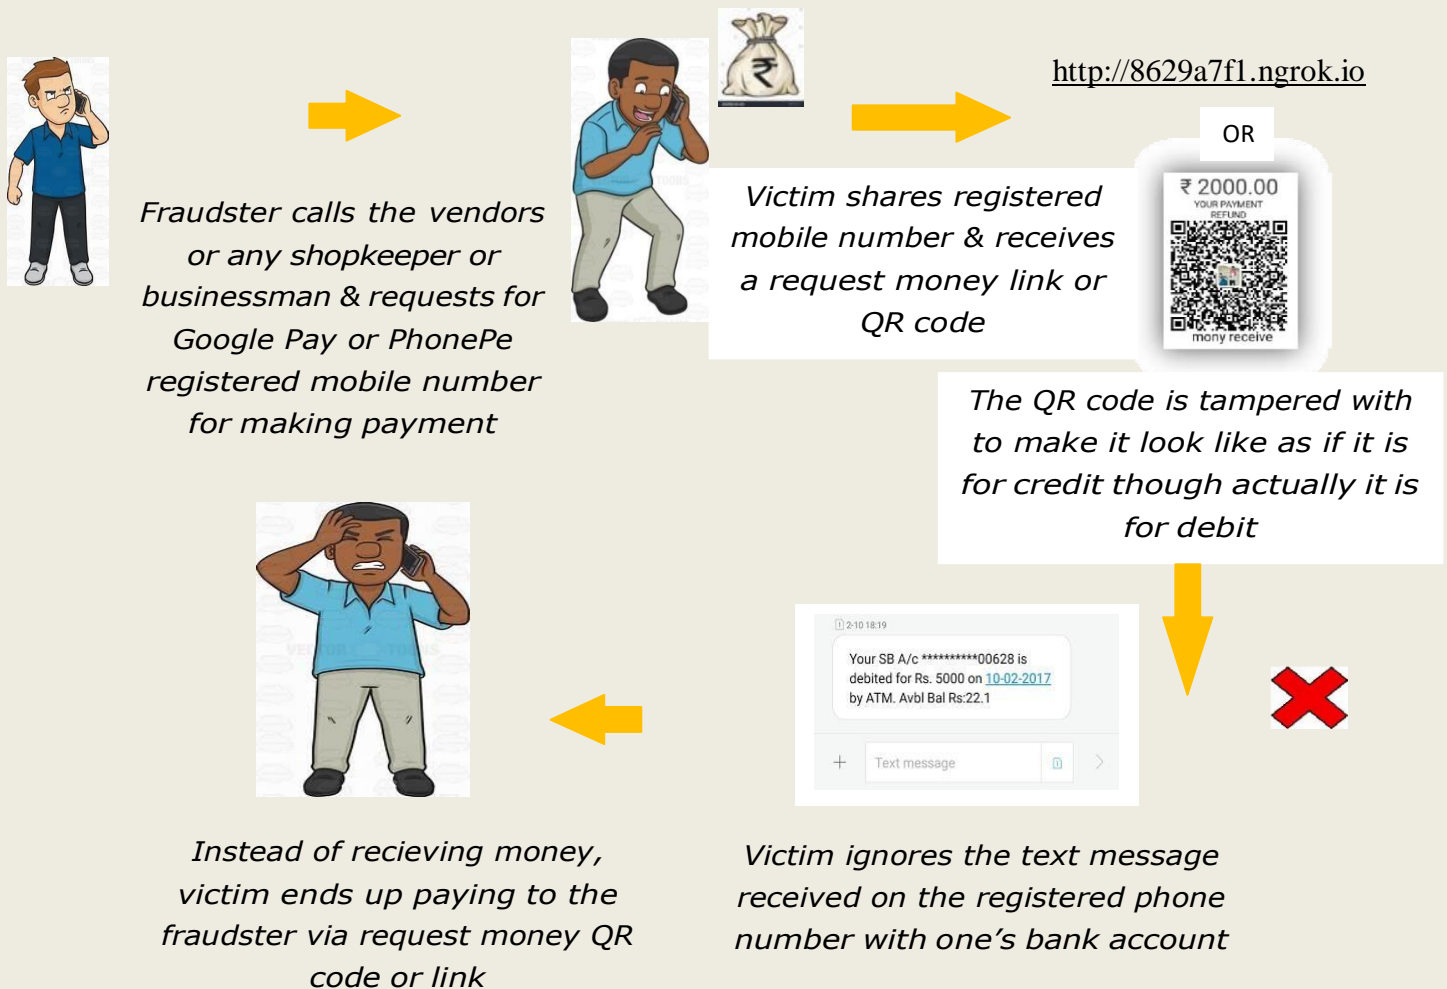 http://8629a7f1.ngrok.io
OR
₹ 2000.00
YOUR PAYMENT
REFUND
mony receive
Fraudster calls the vendors
or any shopkeeper or
businessman & requests for
Google Pay or PhonePe
registered mobile number
for making payment
Victim shares registered
mobile number & receives
a request money link or
QR code
The QR code is tampered with
to make it look like as if it is
for credit though actually it is
for debit
2-10 18:19
Your SB A/c **********00628 is
debited for Rs. 5000 on 10-02-2017
by ATM. Avbl Bal Rs:22.1
Text message
Victim ignores the text message
received on the registered phone
number with one’s bank account
Instead of recieving money,
victim ends up paying to the
fraudster via request money QR
code or link